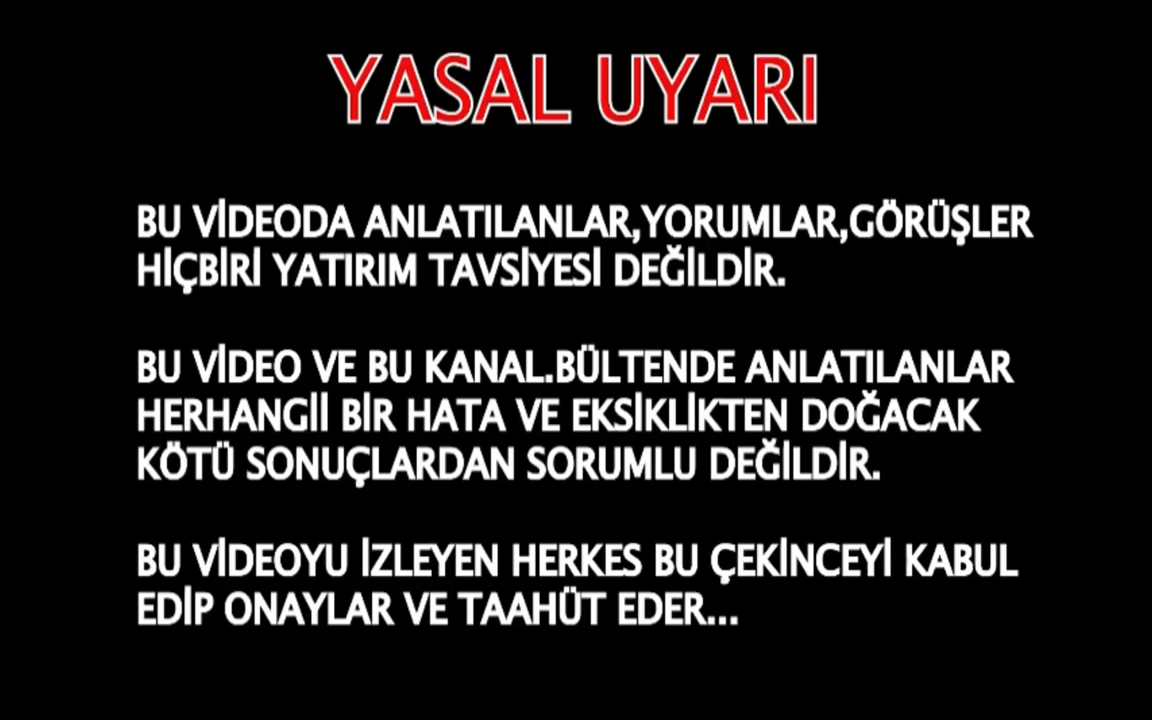 YASAL UYARI
BU VİDEODA ANLATILANLAR,YORUMLAR,GÖRÜŞLER
HİÇBİRİ YATIRIM TAVSİYESİ DEĞİLDİR.
BU VİDEO VE BU KANAL.BÜLTENDE ANLATILANLAR
HERHANGİİ BİR HATA VE EKSİKLİKTEN DOĞACAK
KÖTÜ SONUÇLARDAN SORUMLU DEĞİLDİR.
BU VİDEOYU İZLEYEN HERKES BU ÇEKİNCEYİ KABUL
EDİP ONAYLAR VE TAAHÜT EDER...